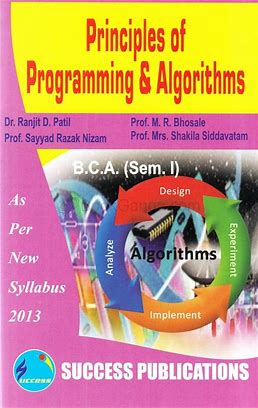 Principles of
Programming & Algorithms
Dr. Ranjit D. Patil
Prof. M. R. Bhosale
Prof. Sayyad Razak Nizam
Prof. Mrs. Shakila Siddavatam
B.C.A. (Sem. I)
As
Per
New
Syllabus
2013
Design
Experiment
Implement
Analyze
Algorithms
Success
SUCCESS PUBLICATIONS